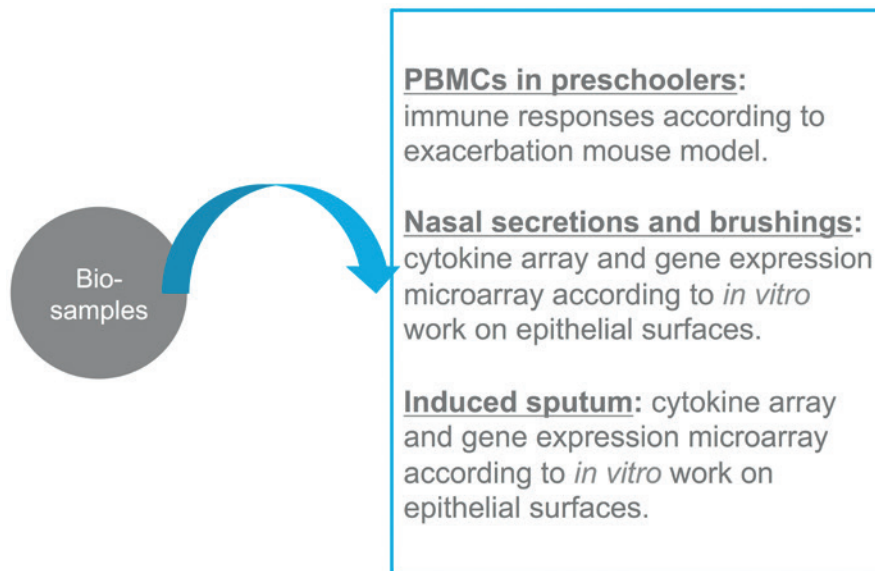 Bio-
samples
PBMCs in preschoolers:
immune responses according to
exacerbation mouse model.
Nasal secretions and brushings:
cytokine array and gene expression
microarray according to in vitro
work on epithelial surfaces.
Induced sputum: cytokine array
and gene expression microarray
according to in vitro work on
epithelial surfaces.